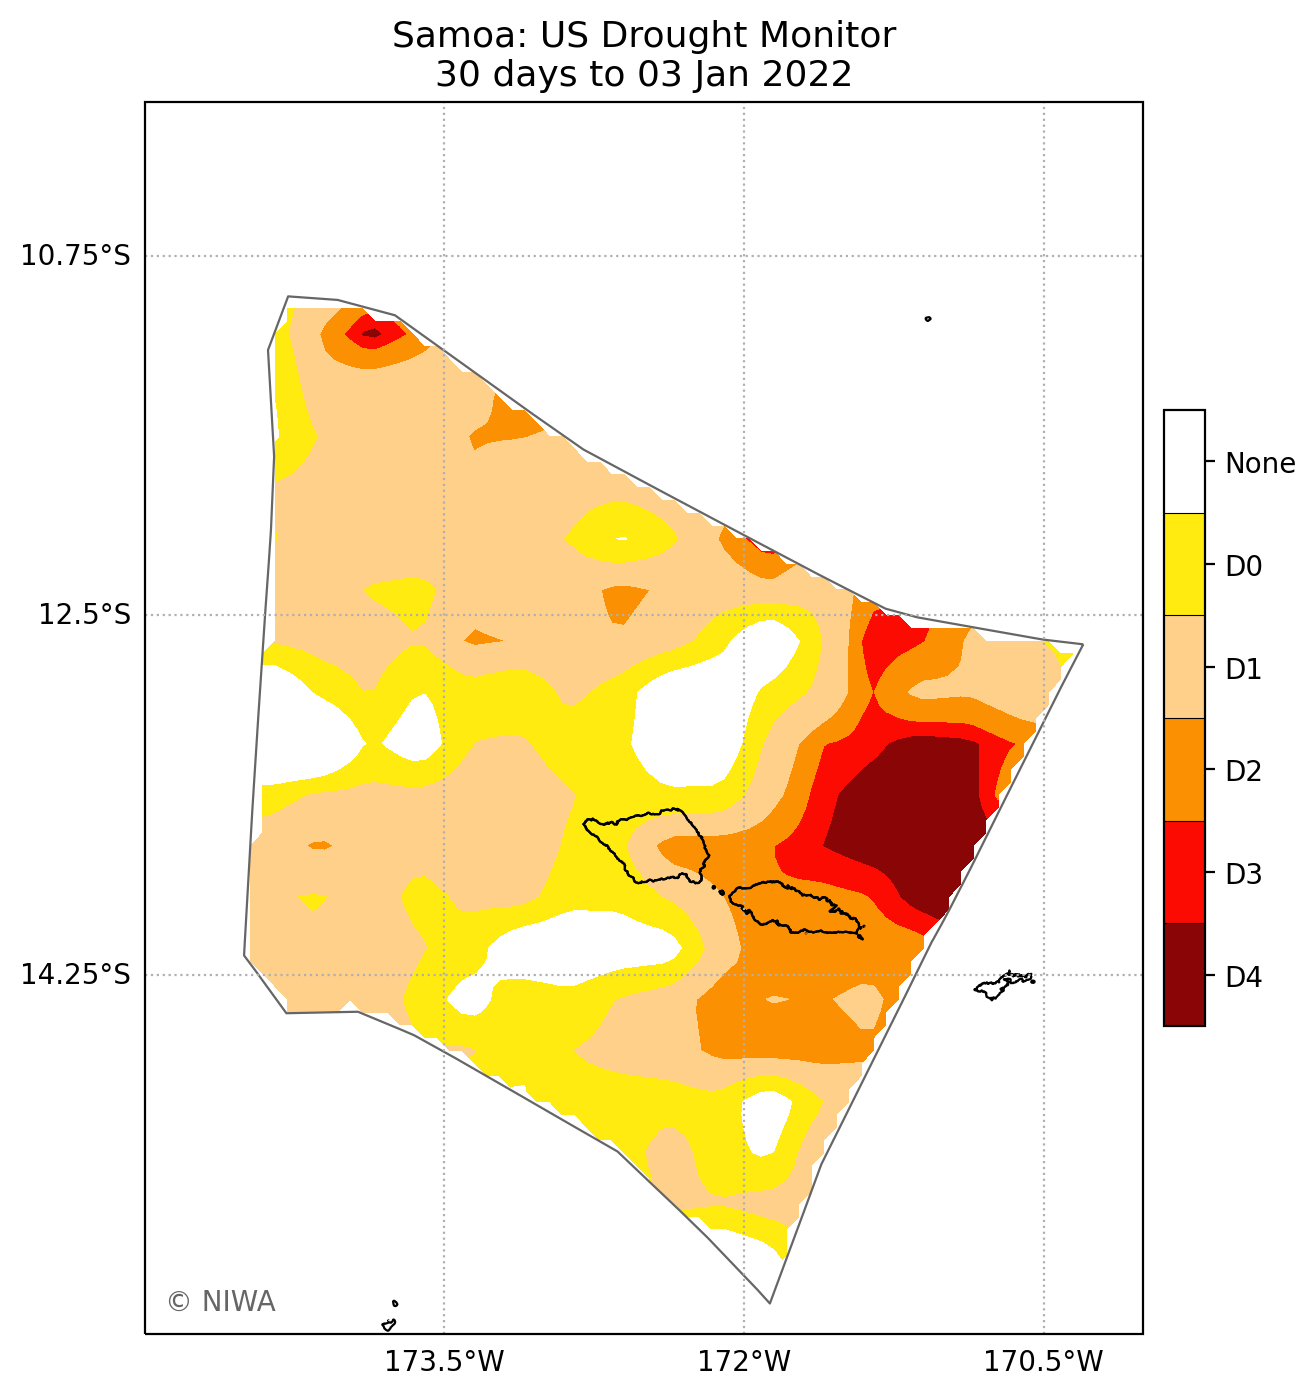 Samoa: US Drought Monitor
30 days to 03 Jan 2022
10.75°S
12.5°S
14.25°S
173.5°W
172°W
170.5°W
None
D0
D1
D2
D3
D4
© NIWA